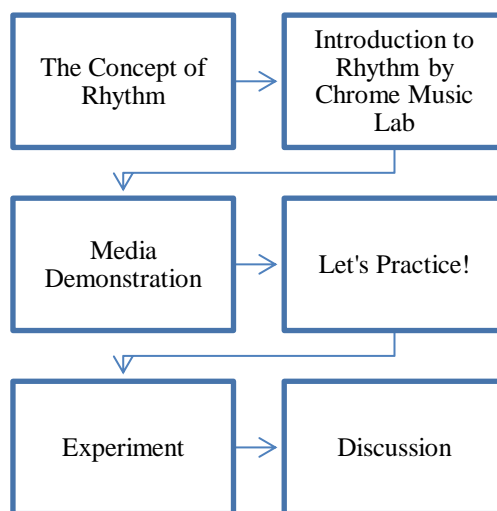 The Concept of
Rhythm
Introduction to
Rhythm by
Chrome Music
Lab
Media
Demonstration
Let's Practice!
Experiment
Discussion